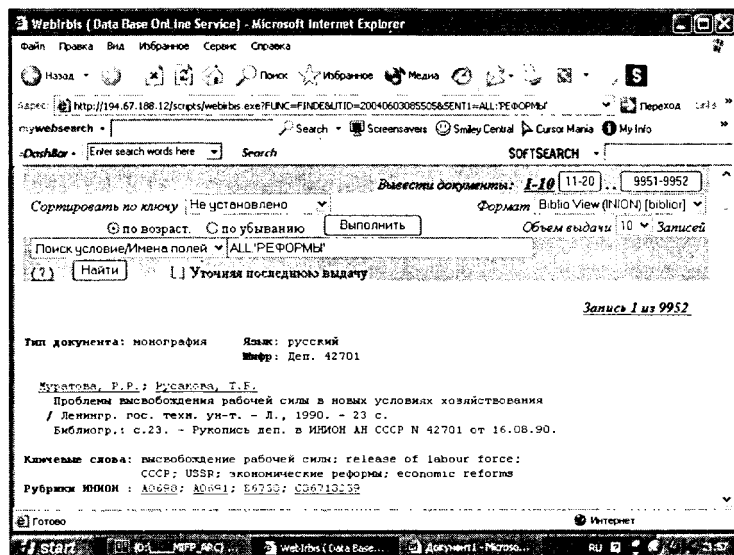 WebIrbis ( Data Base OnLine Service) - Microsoft Internet Explorer
Файл Правка Вид Избранное Сервис Справка
Назад Поиск Избранное Медиа
http://194.67.188.12/scripts/webirbis.exe?FUNC=FINDE&UTID=20040603085505&SENT1=ALL:'РЕФОРМЫ' Переход
mywebsearch Search Screensavers Smiley Central Cursor Mania My Info
DashBar Enter search words here Search SOFTSEARCH
Вывести документы: 1-10 11-20 .. 9951-9952
Сортировать по ключу Не установлено Формат Biblio View (INION) [biblior]
по возраст. по убыванию Выполнить Объем выдачи 10 Записей
Поиск условие/Имена полей ALL'РЕФОРМЫ'
(?) Найти Уточняя последнюю выдачу
Запись 1 из 9952
Тип документа: монография Язык: русский
Шифр: Деп. 42701
Муратова, Р.Р.; Русакова, Т.Б.
Проблемы высвобождения рабочей силы в новых условиях хозяйствования
/ Ленингр. гос. техн. ун-т. - Л., 1990. - 23 с.
Библиогр.: с.23. - Рукопись деп. в ИНИОН АН СССР N 42701 от 16.08.90.
Ключевые слова: высвобождение рабочей силы; release of labour force;
СССР; USSR; экономические реформы; economic reforms
Рубрики ИНИОН : A0698; A0691;
Готово Интернет
start WebIrbis ( Data Base... Документ1 - Microso... RU